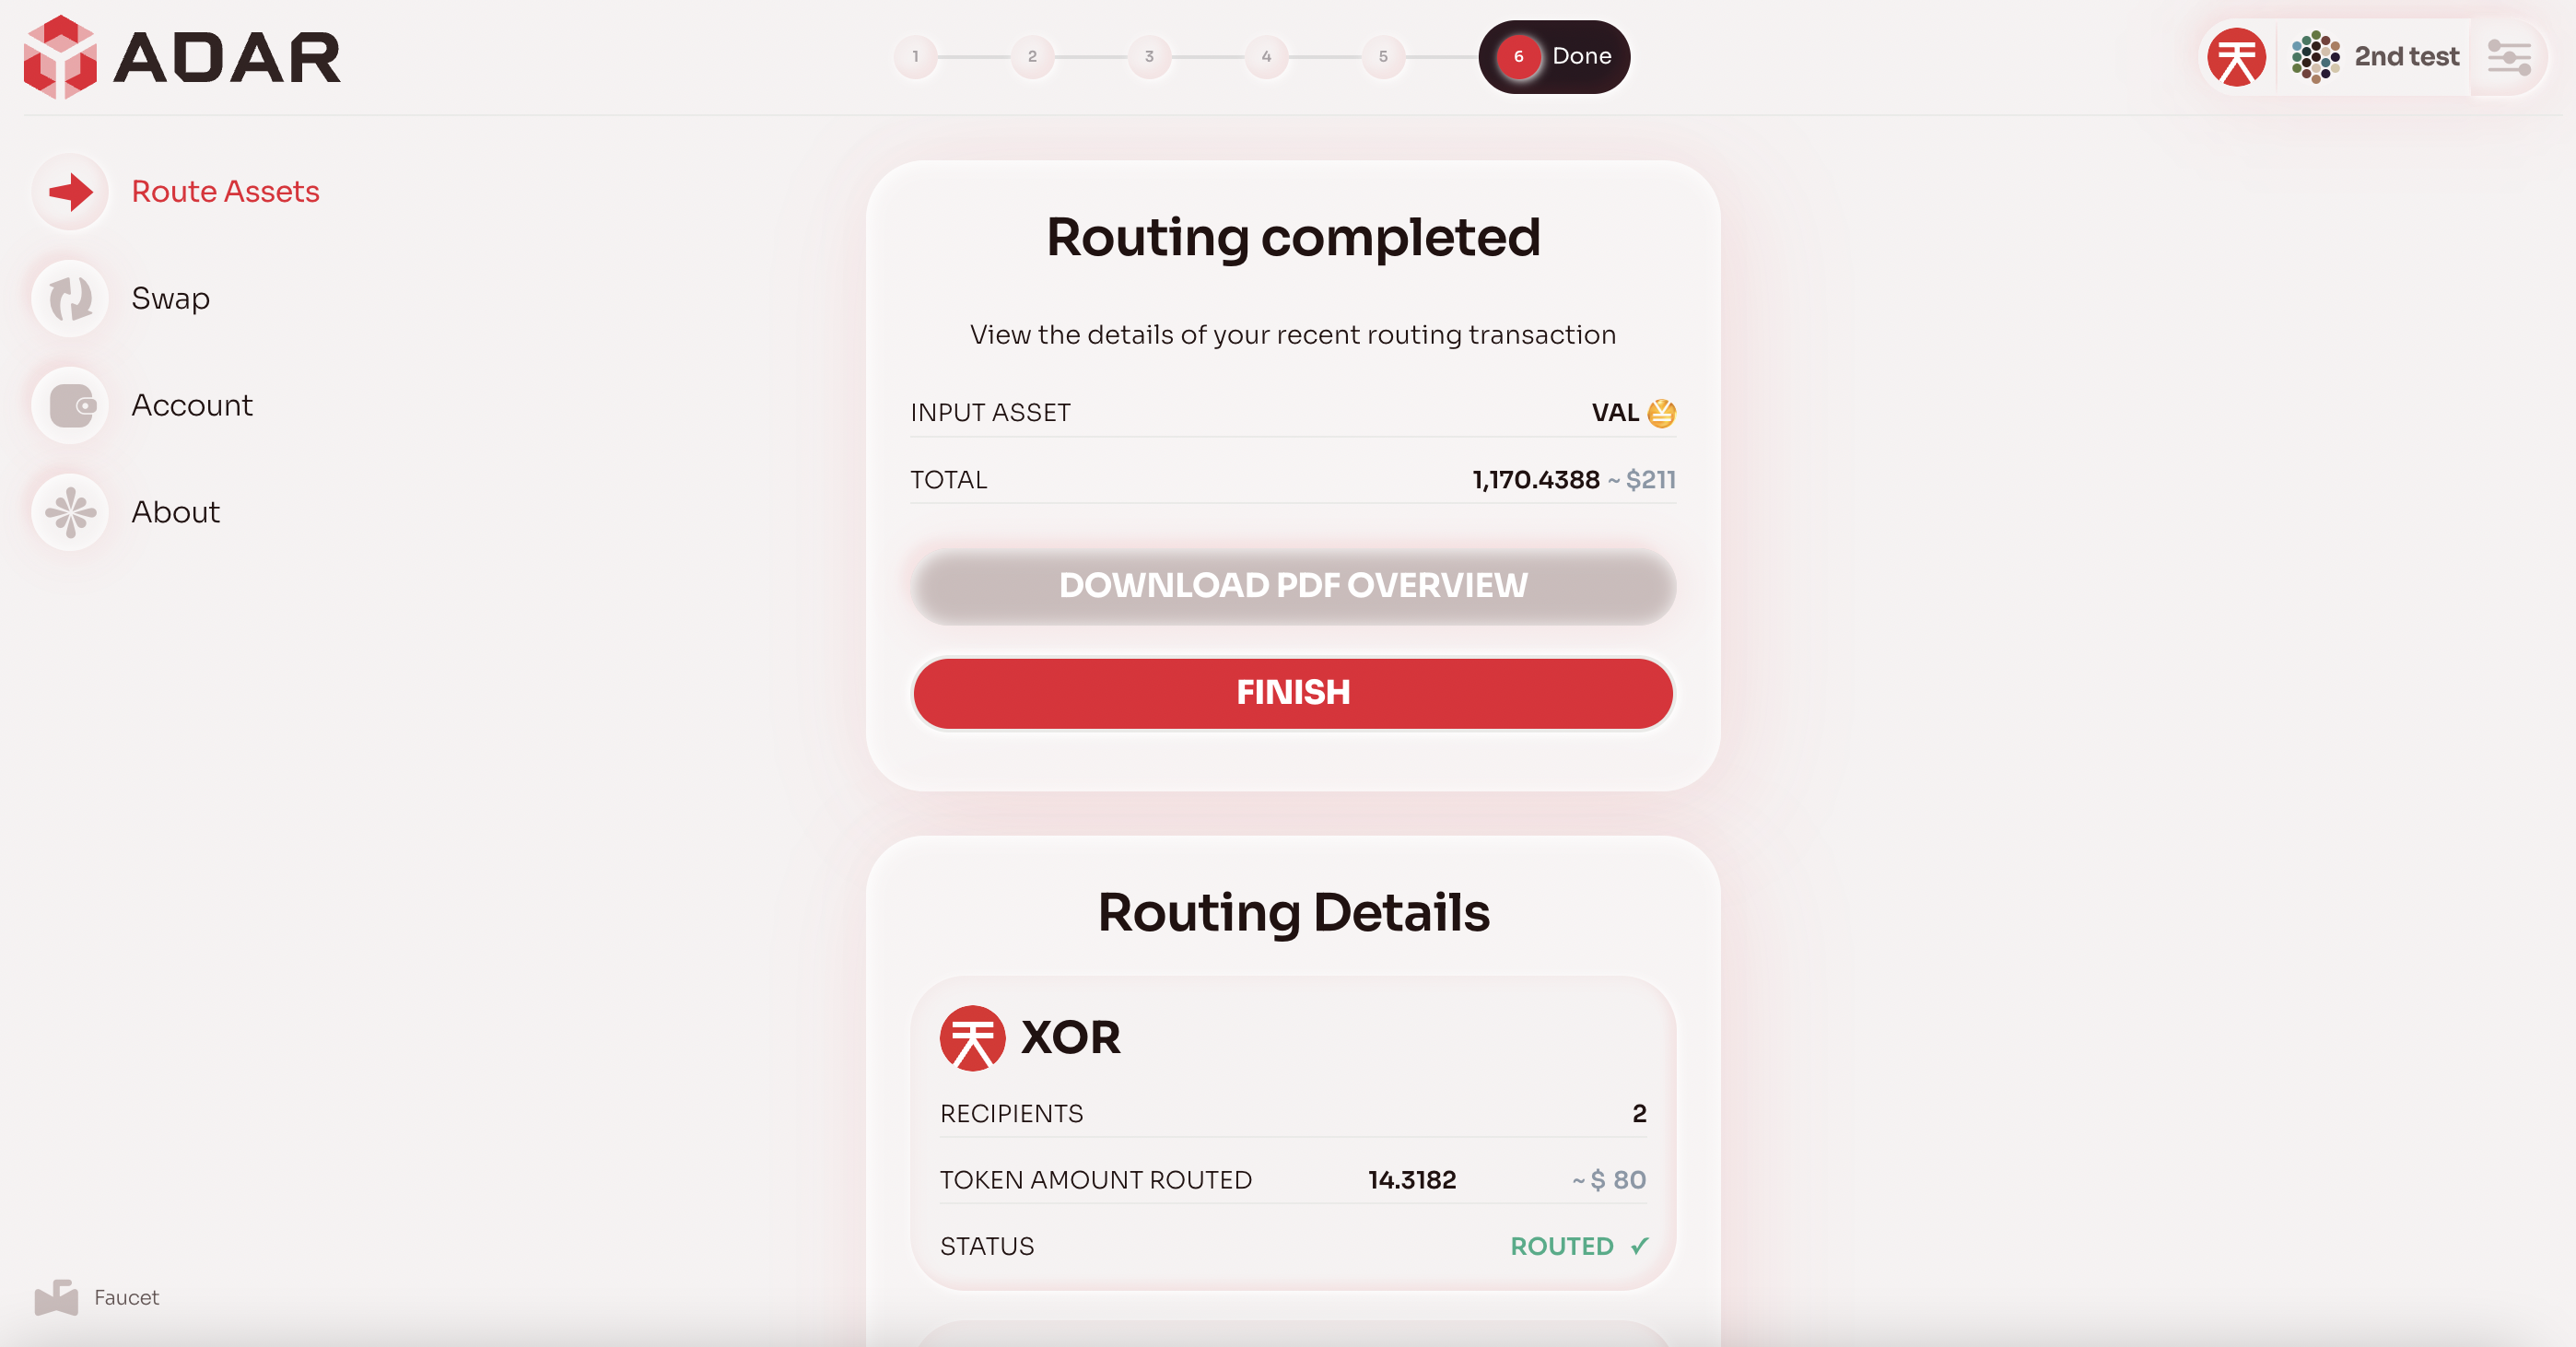 ADAR
1 2 3 4 5 6 Done
2nd test
Route Assets
Swap
Account
About
Faucet
Routing completed
View the details of your recent routing transaction
INPUT ASSET VAL
TOTAL 1,170.4388 ~ $211
DOWNLOAD PDF OVERVIEW
FINISH
Routing Details
XOR
RECIPIENTS 2
TOKEN AMOUNT ROUTED 14.3182 ~ $ 80
STATUS ROUTED ✓